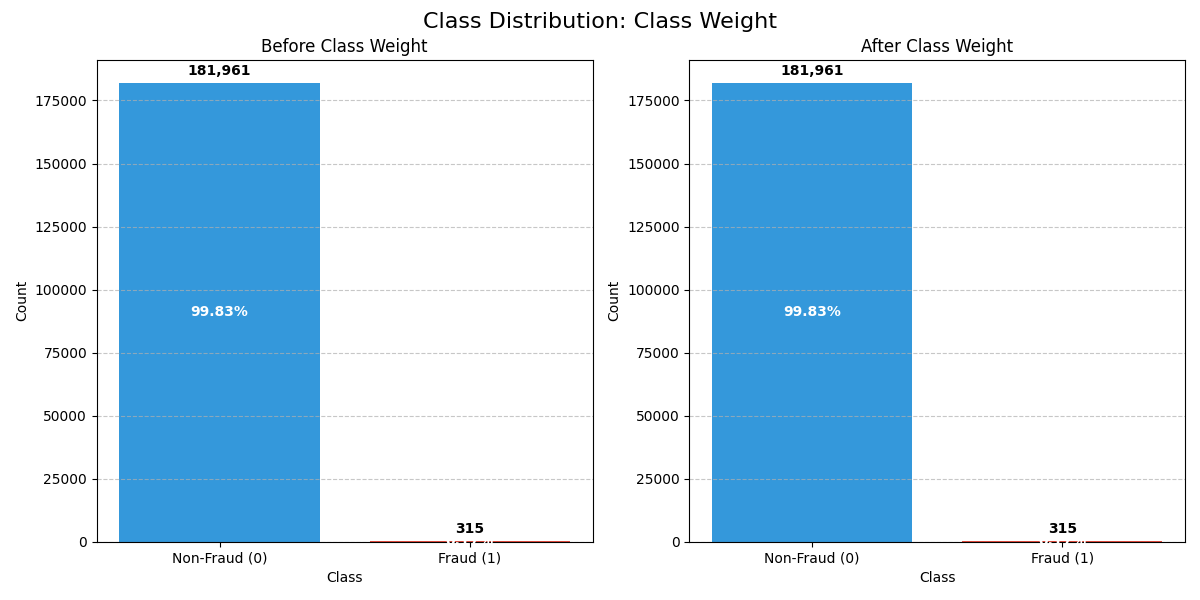 Class Distribution: Class Weight
Before Class Weight
181,961
175000
150000
125000
100000
75000
50000
25000
0
Count
99.83%
315
Non-Fraud (0)
Fraud (1)
Class
After Class Weight
181,961
175000
150000
125000
100000
75000
50000
25000
0
Count
99.83%
315
Non-Fraud (0)
Fraud (1)
Class